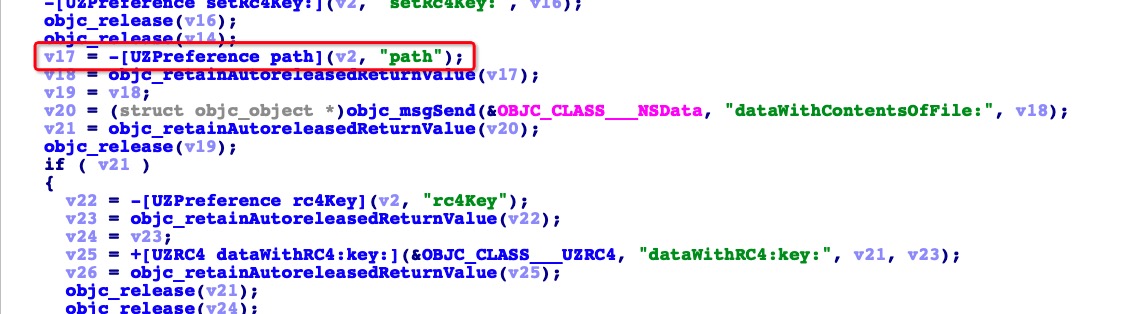 -[UZPreference setRc4Key:](v2, "setRc4Key:", v16);
objc_release(v16);
objc_release(v14);
v17 = -[UZPreference path](v2, "path");
v18 = objc_retainAutoreleasedReturnValue(v17);
v19 = v18;
v20 = (struct objc_object *)objc_msgSend(&OBJC_CLASS___NSData, "dataWithContentsOfFile:", v18);
v21 = objc_retainAutoreleasedReturnValue(v20);
objc_release(v19);
if ( v21 )
{
v22 = -[UZPreference rc4Key](v2, "rc4Key");
v23 = objc_retainAutoreleasedReturnValue(v22);
v24 = v23;
v25 = +[UZRC4 dataWithRC4:key:](&OBJC_CLASS___UZRC4, "dataWithRC4:key:", v21, v23);
v26 = objc_retainAutoreleasedReturnValue(v25);
objc_release(v21);
objc_release(v24);